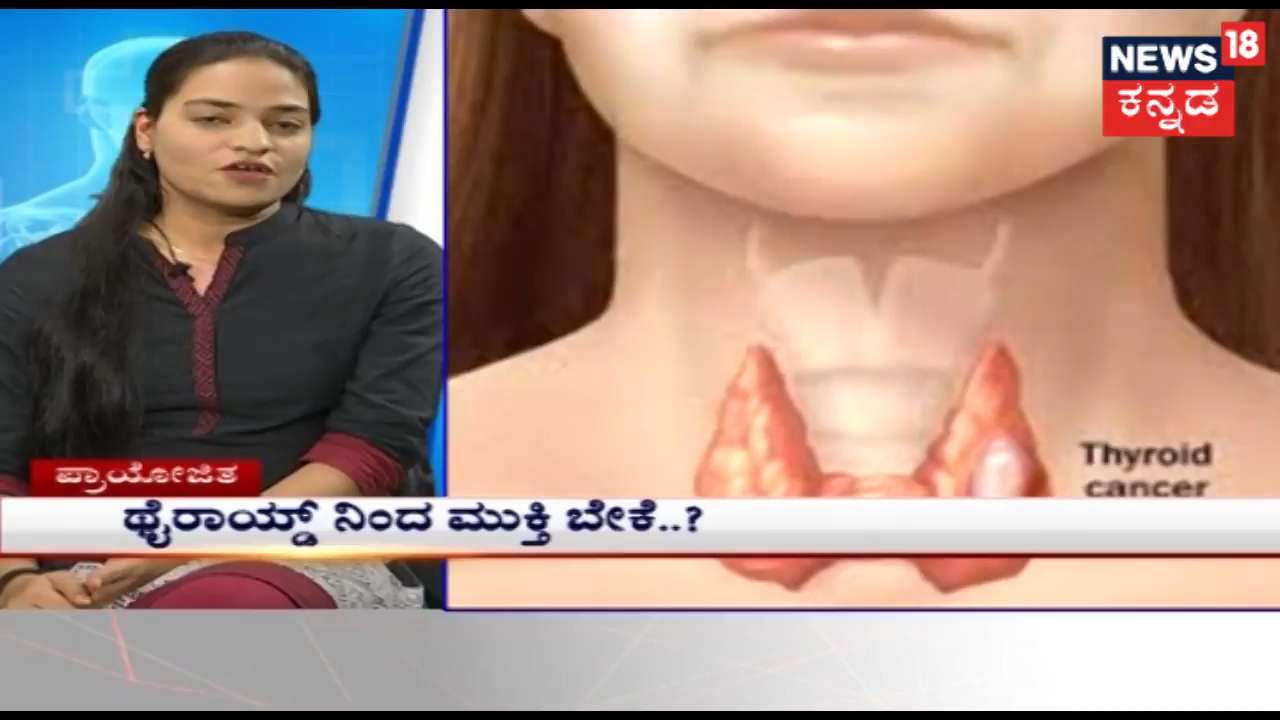 NEWS 18
ಕನ್ನಡ
Thyroid
cancer
ಪ್ರಾಯೋಜಿತ
ಥೈರಾಯ್ಡ್ ನಿಂದ ಮುಕ್ತಿ ಬೇಕೆ..?